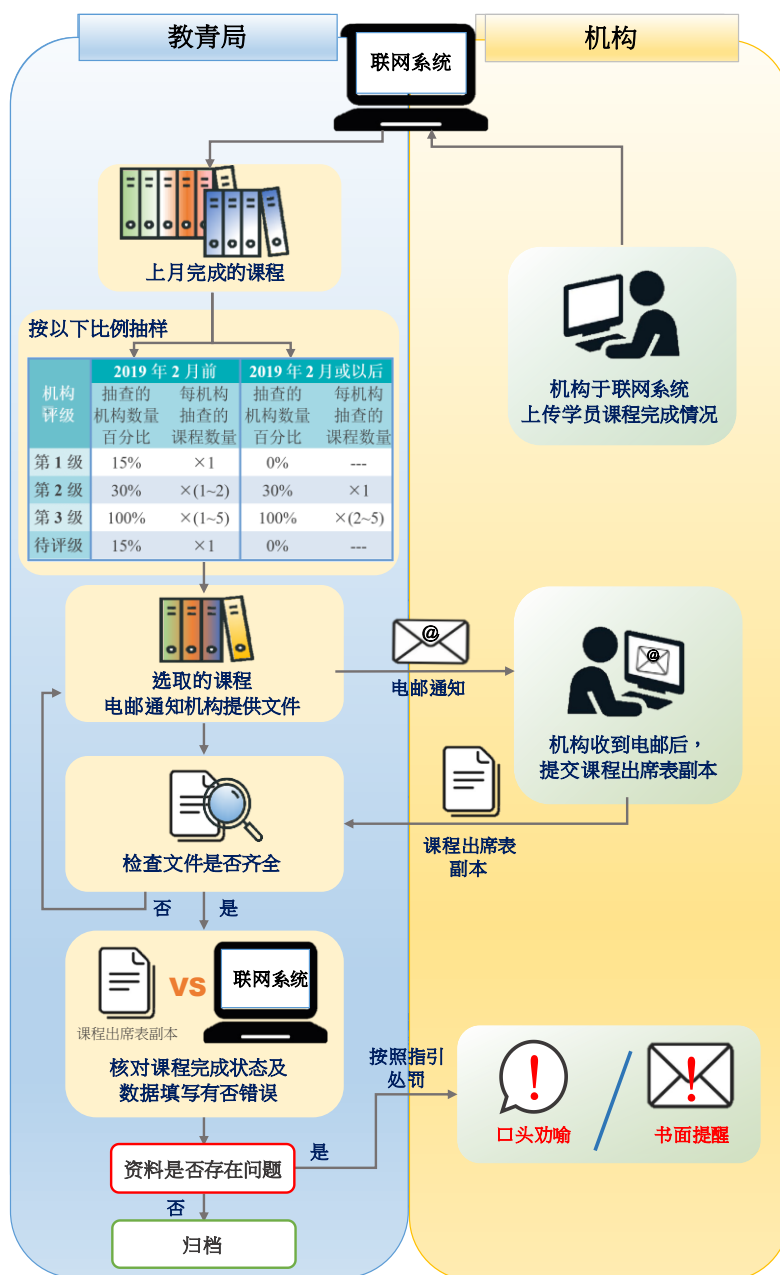 教青局
机构
联网系统
上月完成的课程
机构于联网系统
上传学员课程完成情况
按以下比例抽样
机构评级 2019 年 2 月前 2019 年 2 月或以后
抽查的机构数量百分比 每机构抽查的课程数量 抽查的机构数量百分比 每机构抽查的课程数量
第 1 级 15% ×1 0% ---
第 2 级 30% ×(1~2) 30% ×1
第 3 级 100% ×(1~5) 100% ×(2~5)
待评级 15% ×1 0% ---
选取的课程
电邮通知机构提供文件
@
电邮通知
@
机构收到电邮后，
提交课程出席表副本
课程出席表
副本
检查文件是否齐全
否
是
课程出席表副本
vs
联网系统
核对课程完成状态及
数据填写有否错误
按照指引
处罚
!
口头劝喻
!
书面提醒
资料是否存在问题
是
否
归档